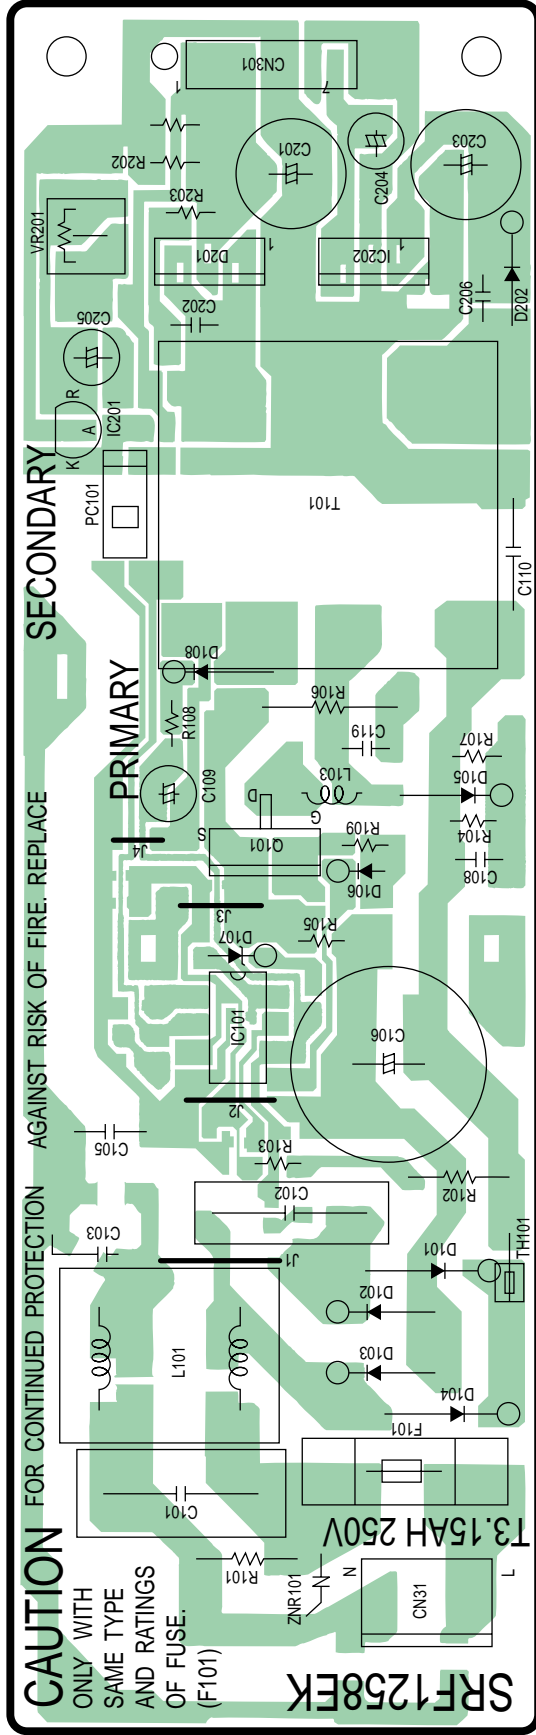 CAUTION FOR CONTINUED PROTECTION AGAINST RISK OF FIRE. REPLACE
ONLY WITH
SAME TYPE
AND RATINGS
OF FUSE.
(F101)
SECONDARY
PRIMARY
SRF1258EK
T3.15AH 250V
CN301
1
7
R202
R203
C201
C204
C203
VR201
D201
1
IC202
1
C202
C206
D202
C205
R
A
K
IC201
PC101
T101
C110
D108
R108
R106
C119
R107
D105
C109
L103
D
G
S
Q101
R109
R104
C108
D106
J4
J3
D107
R105
IC101
C106
J2
C105
R103
R102
C102
C103
J1
D101
TH101
D102
L101
D103
D104
F101
C101
R101
ZNR101
N
CN31
L